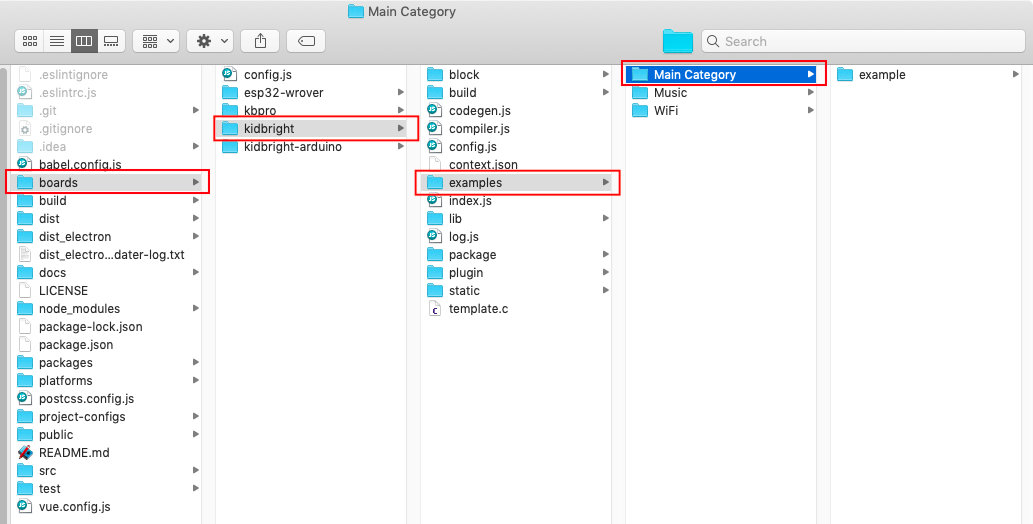 Main Category
Search
.eslintignore
.eslintrc.js
.git
.gitignore
.idea
babel.config.js
boards
build
dist
dist_electron
dist_electro...dater-log.txt
docs
LICENSE
node_modules
package-lock.json
package.json
packages
platforms
postcss.config.js
project-configs
public
README.md
src
test
vue.config.js
config.js
esp32-wrover
kbpro
kidbright
kidbright-arduino
block
build
codegen.js
compiler.js
config.js
context.json
examples
index.js
lib
log.js
package
plugin
static
template.c
Main Category
Music
WiFi
example